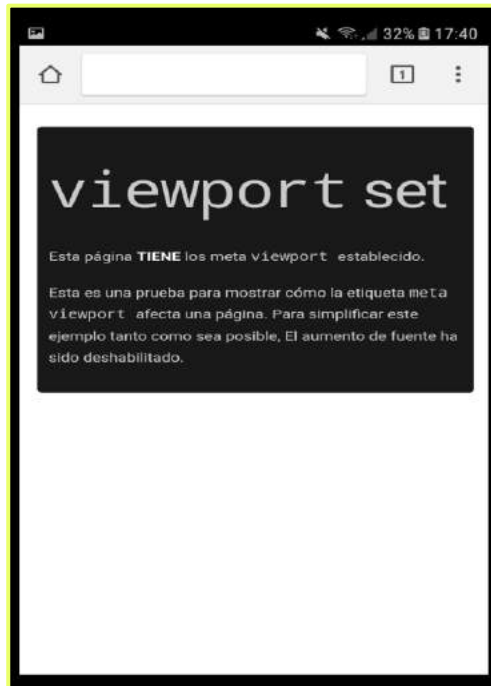 32% 17:40
1
viewport set
Esta página TIENE los meta viewport establecido.
Esta es una prueba para mostrar cómo la etiqueta meta
viewport afecta una página. Para simplificar este
ejemplo tanto como sea posible, El aumento de fuente ha
sido deshabilitado.